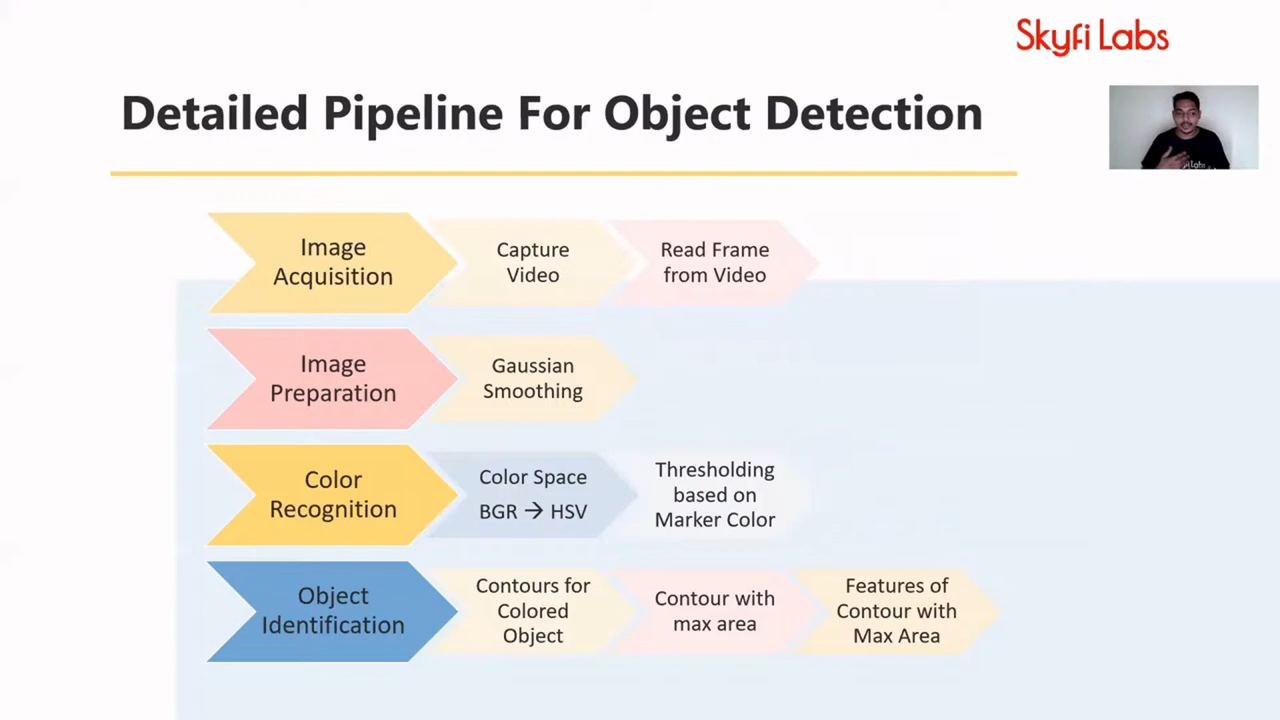 Skyfi Labs
Detailed Pipeline For Object Detection
Image
Acquisition
Capture
Video
Read Frame
from Video
Image
Preparation
Gaussian
Smoothing
Color
Recognition
Color Space
BGR → HSV
Thresholding
based on
Marker Color
Object
Identification
Contours for
Colored
Object
Contour with
max area
Features of
Contour with
Max Area